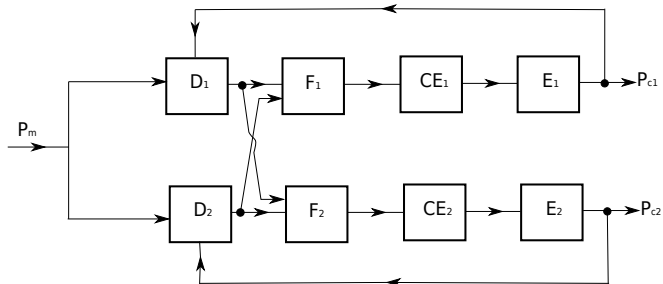 D₁ F₁ CE₁ E₁ Pc1
Pm
D₂ F₂ CE₂ E₂ Pc2